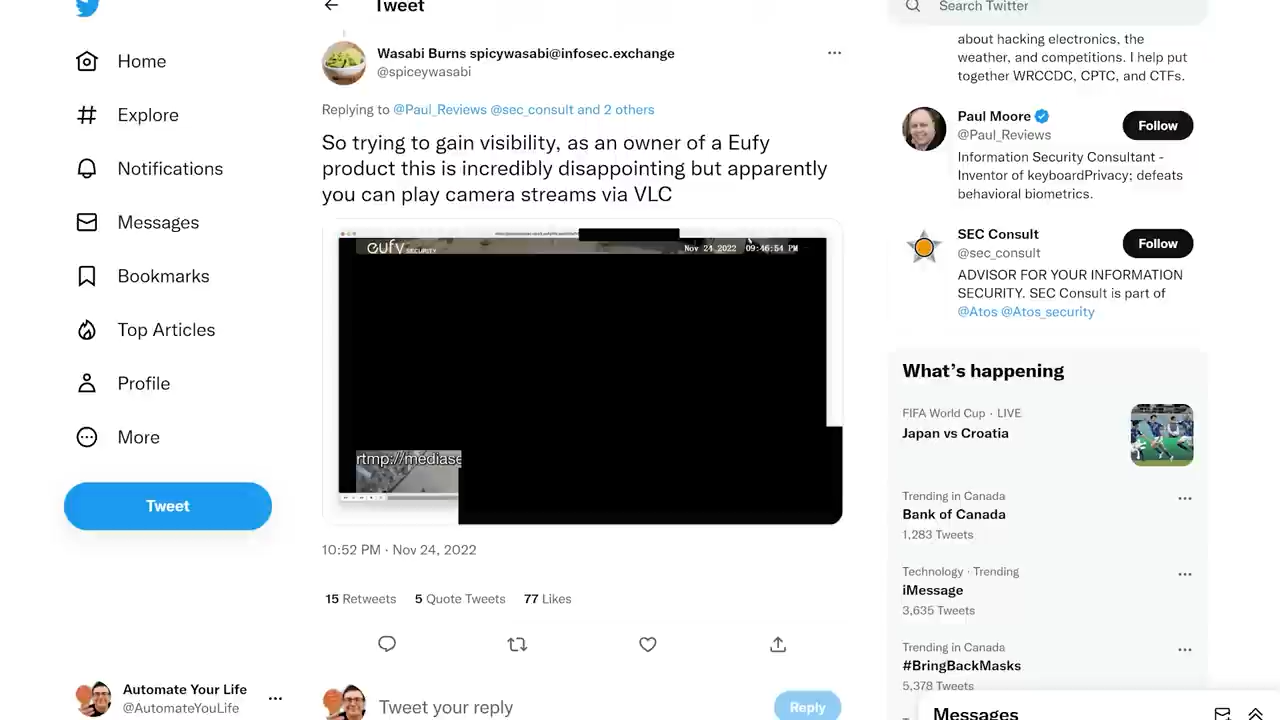 Home
Explore
Notifications
Messages
Bookmarks
Top Articles
Profile
More
Tweet
Automate Your Life
@AutomateYouLife
Tweet
Wasabi Burns spicywasabi@infosec.exchange
@spiceywasabi
Replying to @Paul_Reviews @sec_consult and 2 others
So trying to gain visibility, as an owner of a Eufy
product this is incredibly disappointing but apparently
you can play camera streams via VLC
eufy SECURITY
Nov 24 2022 09:46:54 PM
rtmp://mediase
10:52 PM · Nov 24, 2022
15 Retweets 5 Quote Tweets 77 Likes
Tweet your reply
Reply
Search Twitter
about hacking electronics, the
weather, and competitions. I help put
together WRCCDC, CPTC, and CTFs.
Paul Moore
@Paul_Reviews
Follow
Information Security Consultant -
Inventor of keyboardPrivacy; defeats
behavioral biometrics.
SEC Consult
@sec_consult
Follow
ADVISOR FOR YOUR INFORMATION
SECURITY. SEC Consult is part of
@Atos @Atos_security
What's happening
FIFA World Cup · LIVE
Japan vs Croatia
Trending in Canada
Bank of Canada
1,283 Tweets
Technology · Trending
iMessage
3,635 Tweets
Trending in Canada
#BringBackMasks
5,378 Tweets
Messages